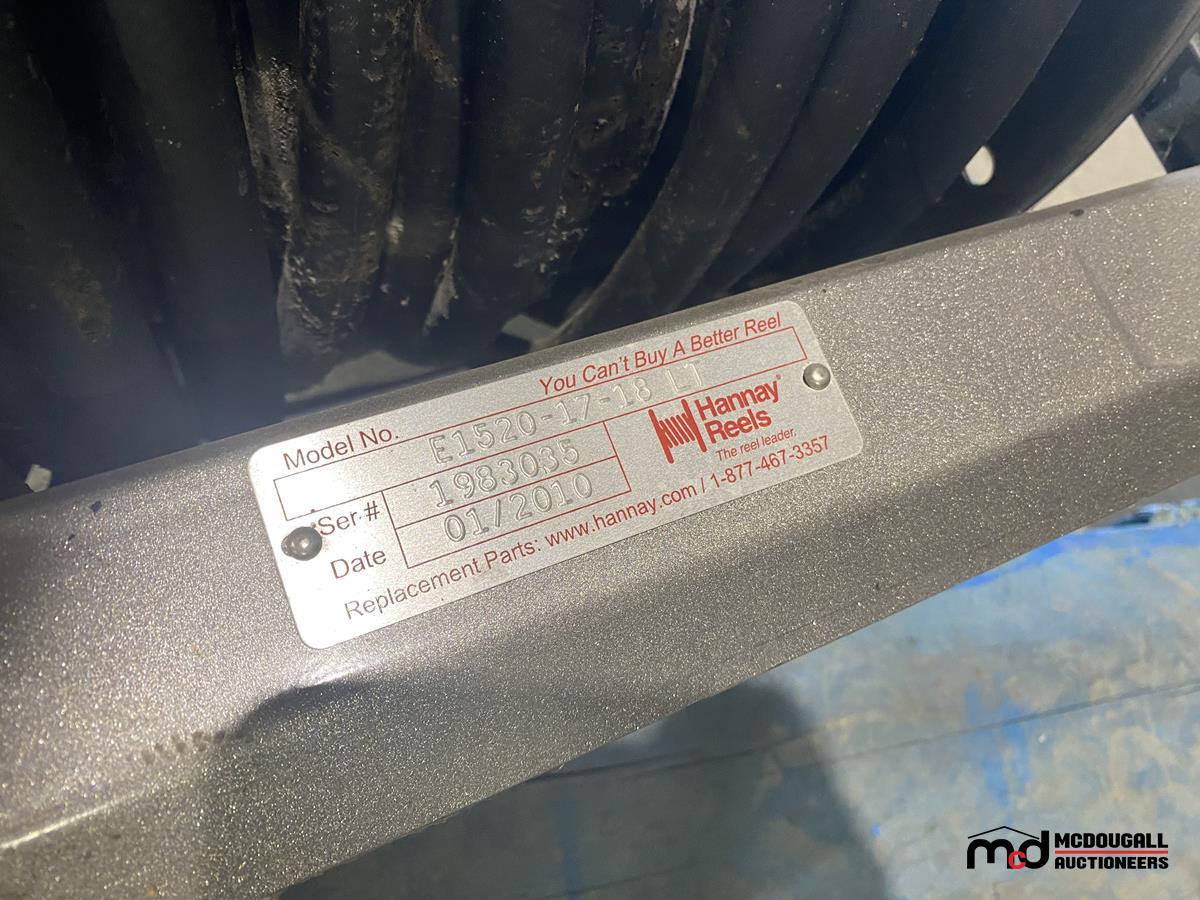 You Can't Buy A Better Reel
Model No. E1520-17-18 LT
Ser # 1983035
Date 01/2010
Hannay® Reels
The reel leader.
Replacement Parts: www.hannay.com / 1-877-467-3357
mcd MCDOUGALL
AUCTIONEERS